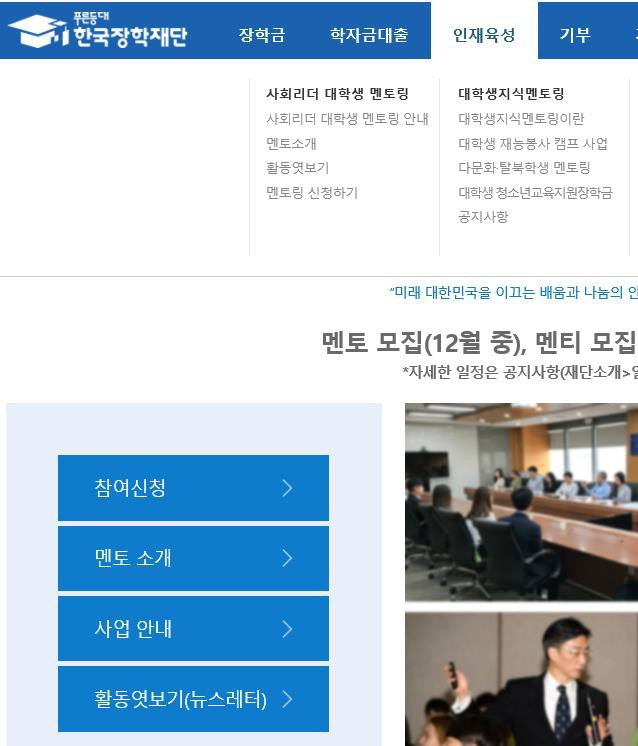 푸른등대
한국장학재단
장학금 학자금대출 인재육성 기부
사회리더 대학생 멘토링
사회리더 대학생 멘토링 안내
멘토소개
활동엿보기
멘토링 신청하기
대학생지식멘토링
대학생지식멘토링이란
대학생 재능봉사 캠프 사업
다문화·탈북학생 멘토링
대학생 청소년교육지원장학금
공지사항
"미래 대한민국을 이끄는 배움과 나눔의
멘토 모집(12월 중), 멘티 모집
*자세한 일정은 공지사항(재단소개>
참여신청
멘토 소개
사업 안내
활동엿보기(뉴스레터)